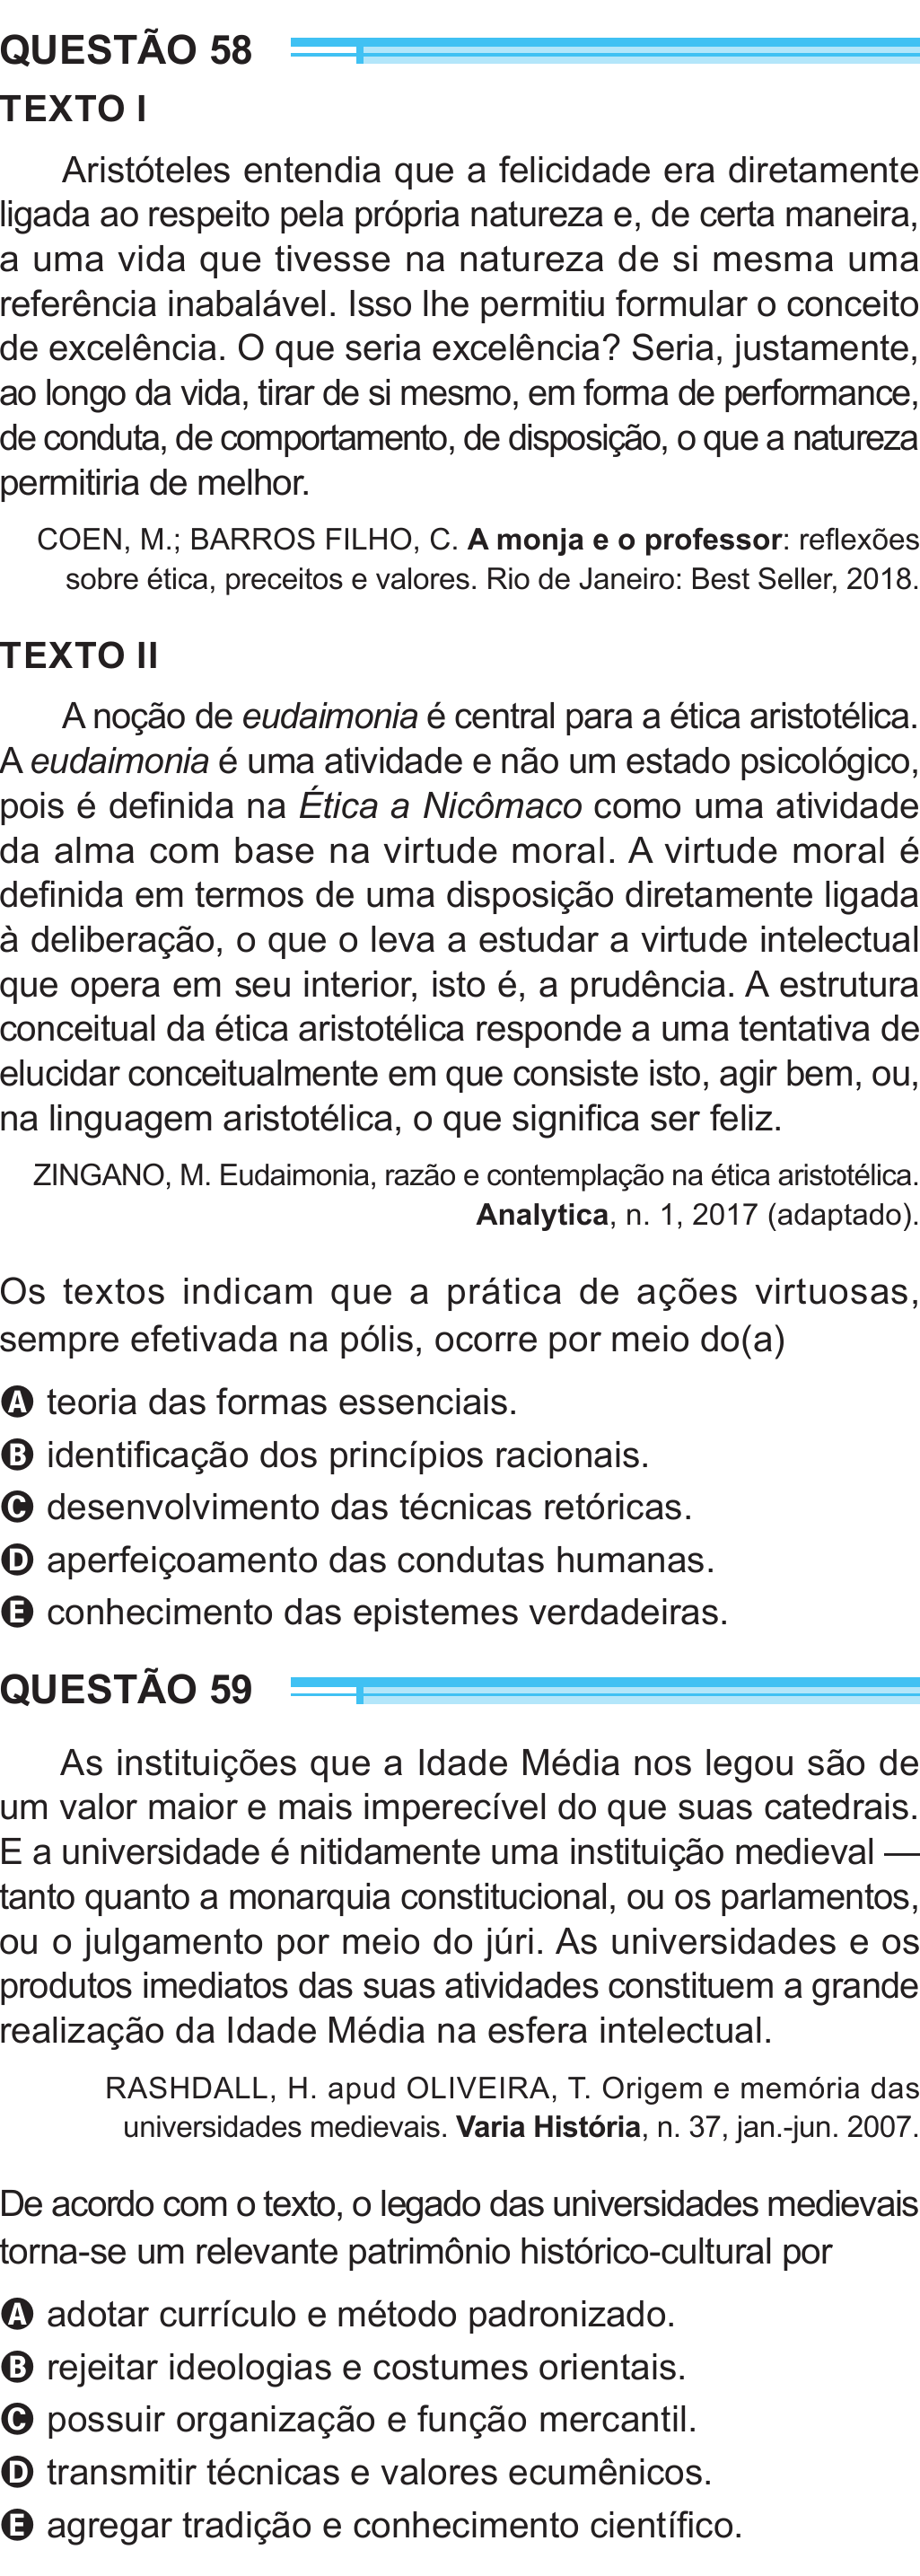 QUESTÃO 58
TEXTO I
Aristóteles entendia que a felicidade era diretamente
ligada ao respeito pela própria natureza e, de certa maneira,
a uma vida que tivesse na natureza de si mesma uma
referência inabalável. Isso lhe permitiu formular o conceito
de excelência. O que seria excelência? Seria, justamente,
ao longo da vida, tirar de si mesmo, em forma de performance,
de conduta, de comportamento, de disposição, o que a natureza
permitiria de melhor.
COEN, M.; BARROS FILHO, C. A monja e o professor: reflexões
sobre ética, preceitos e valores. Rio de Janeiro: Best Seller, 2018.
TEXTO II
A noção de eudaimonia é central para a ética aristotélica.
A eudaimonia é uma atividade e não um estado psicológico,
pois é definida na Ética a Nicômaco como uma atividade
da alma com base na virtude moral. A virtude moral é
definida em termos de uma disposição diretamente ligada
à deliberação, o que o leva a estudar a virtude intelectual
que opera em seu interior, isto é, a prudência. A estrutura
conceitual da ética aristotélica responde a uma tentativa de
elucidar conceitualmente em que consiste isto, agir bem, ou,
na linguagem aristotélica, o que significa ser feliz.
ZINGANO, M. Eudaimonia, razão e contemplação na ética aristotélica.
Analytica, n. 1, 2017 (adaptado).
Os textos indicam que a prática de ações virtuosas,
sempre efetivada na pólis, ocorre por meio do(a)
A teoria das formas essenciais.
B identificação dos princípios racionais.
C desenvolvimento das técnicas retóricas.
D aperfeiçoamento das condutas humanas.
E conhecimento das epistemes verdadeiras.
QUESTÃO 59
As instituições que a Idade Média nos legou são de
um valor maior e mais imperecível do que suas catedrais.
E a universidade é nitidamente uma instituição medieval —
tanto quanto a monarquia constitucional, ou os parlamentos,
ou o julgamento por meio do júri. As universidades e os
produtos imediatos das suas atividades constituem a grande
realização da Idade Média na esfera intelectual.
RASHDALL, H. apud OLIVEIRA, T. Origem e memória das
universidades medievais. Varia História, n. 37, jan.-jun. 2007.
De acordo com o texto, o legado das universidades medievais
torna-se um relevante patrimônio histórico-cultural por
A adotar currículo e método padronizado.
B rejeitar ideologias e costumes orientais.
C possuir organização e função mercantil.
D transmitir técnicas e valores ecumênicos.
E agregar tradição e conhecimento científico.